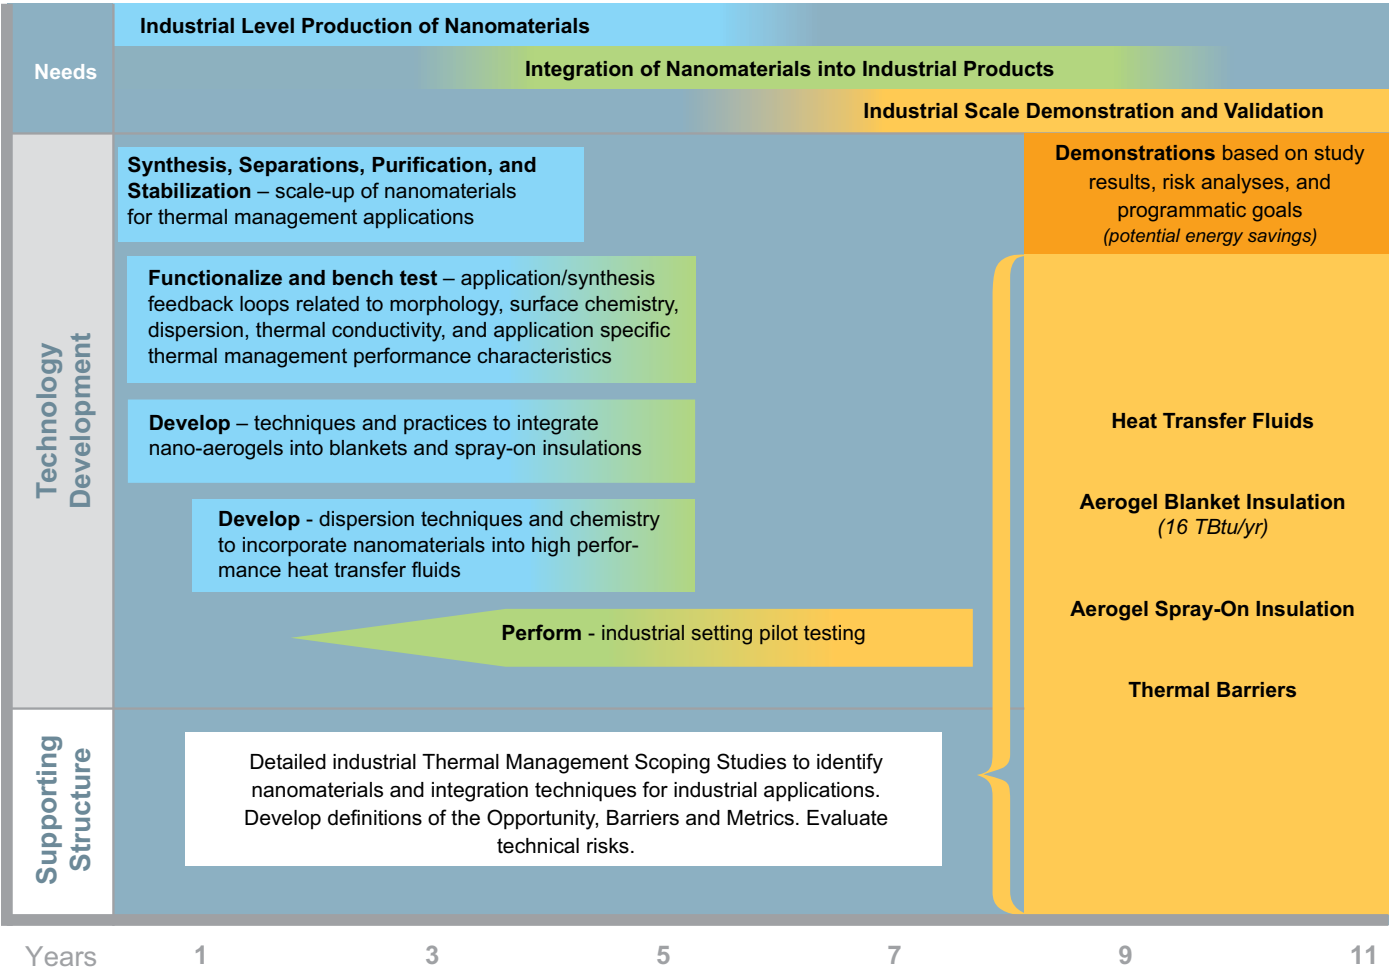 Industrial Level Production of Nanomaterials
Needs
Integration of Nanomaterials into Industrial Products
Industrial Scale Demonstration and Validation
Technology
Development
Synthesis, Separations, Purification, and
Stabilization – scale-up of nanomaterials
for thermal management applications
Functionalize and bench test – application/synthesis
feedback loops related to morphology, surface chemistry,
dispersion, thermal conductivity, and application specific
thermal management performance characteristics
Develop – techniques and practices to integrate
nano-aerogels into blankets and spray-on insulations
Develop - dispersion techniques and chemistry
to incorporate nanomaterials into high perfor-
mance heat transfer fluids
Perform - industrial setting pilot testing
Demonstrations based on study
results, risk analyses, and
programmatic goals
(potential energy savings)
Heat Transfer Fluids
Aerogel Blanket Insulation
(16 TBtu/yr)
Aerogel Spray-On Insulation
Thermal Barriers
Supporting
Structure
Detailed industrial Thermal Management Scoping Studies to identify
nanomaterials and integration techniques for industrial applications.
Develop definitions of the Opportunity, Barriers and Metrics. Evaluate
technical risks.
Years 1 3 5 7 9 11